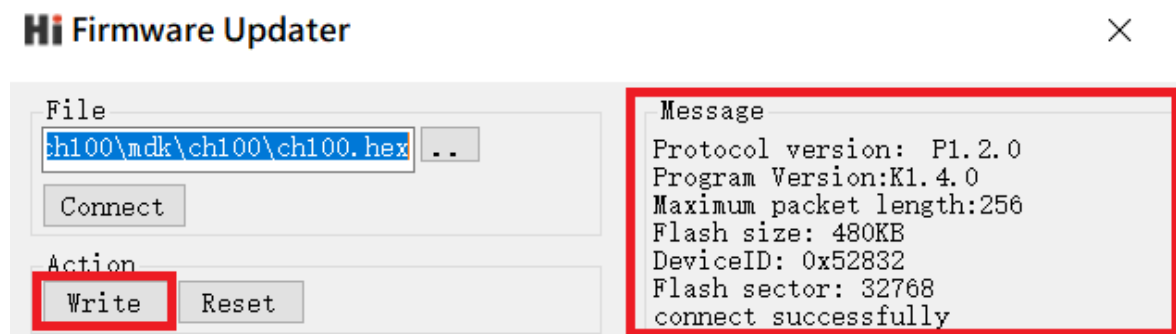 Hi Firmware Updater
File
ch100\mdk\ch100\ch100.hex ..
Connect
Action
Write Reset
Message
Protocol version: P1.2.0
Program Version:K1.4.0
Maximum packet length:256
Flash size: 480KB
DeviceID: 0x52832
Flash sector: 32768
connect successfully